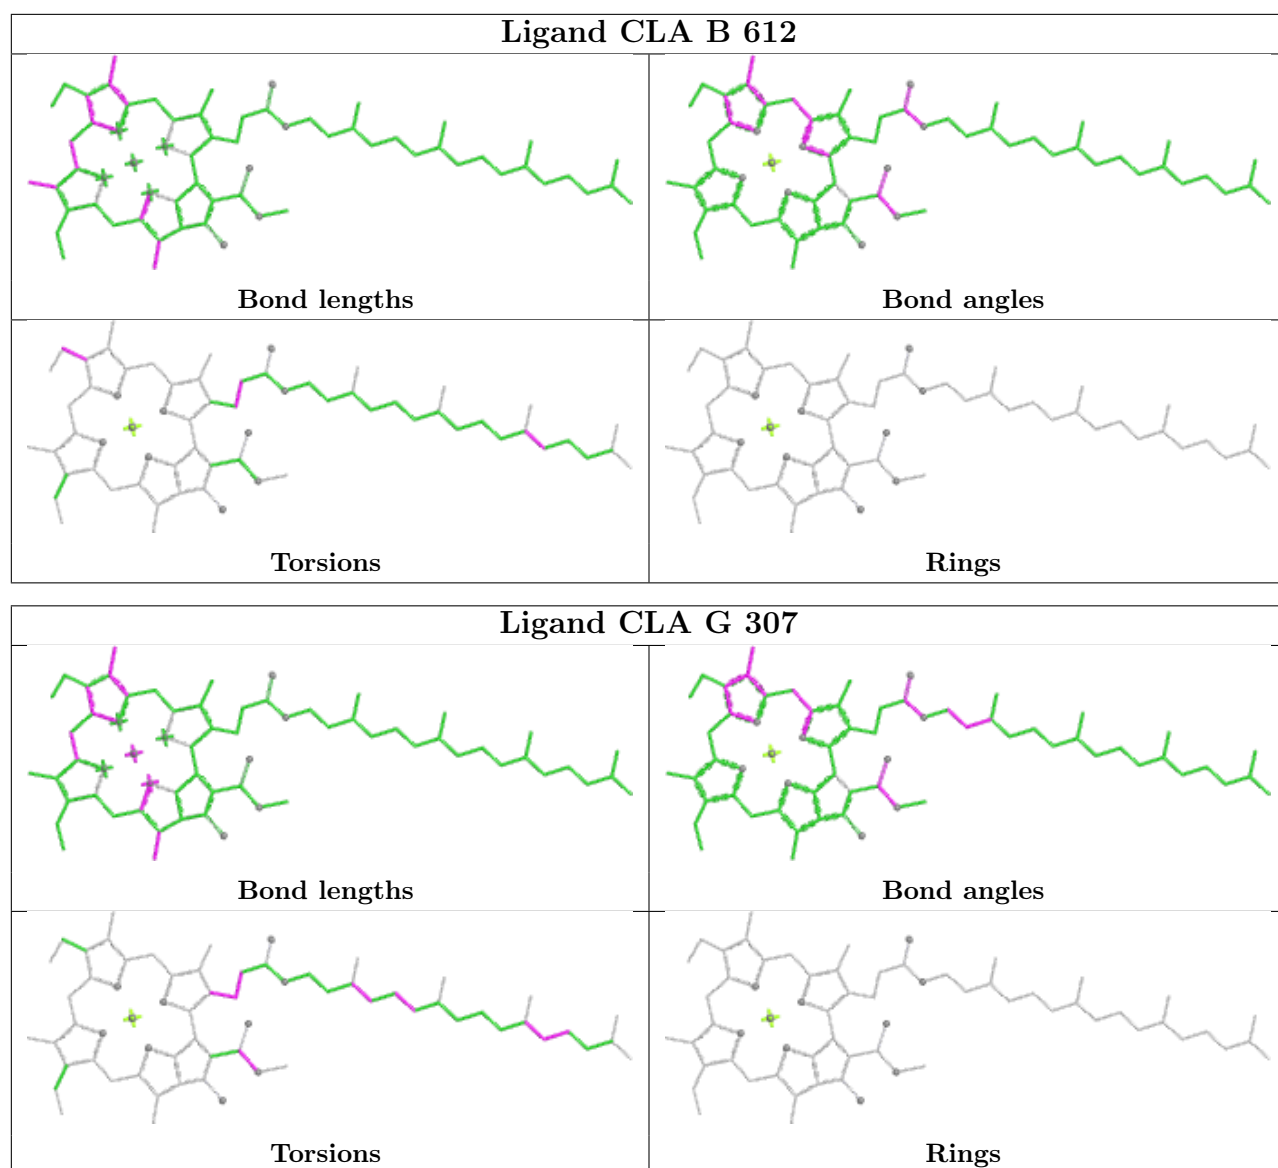 Ligand CLA B 612
Bond lengths
Bond angles
Torsions
Rings
Ligand CLA G 307
Bond lengths
Bond angles
Torsions
Rings